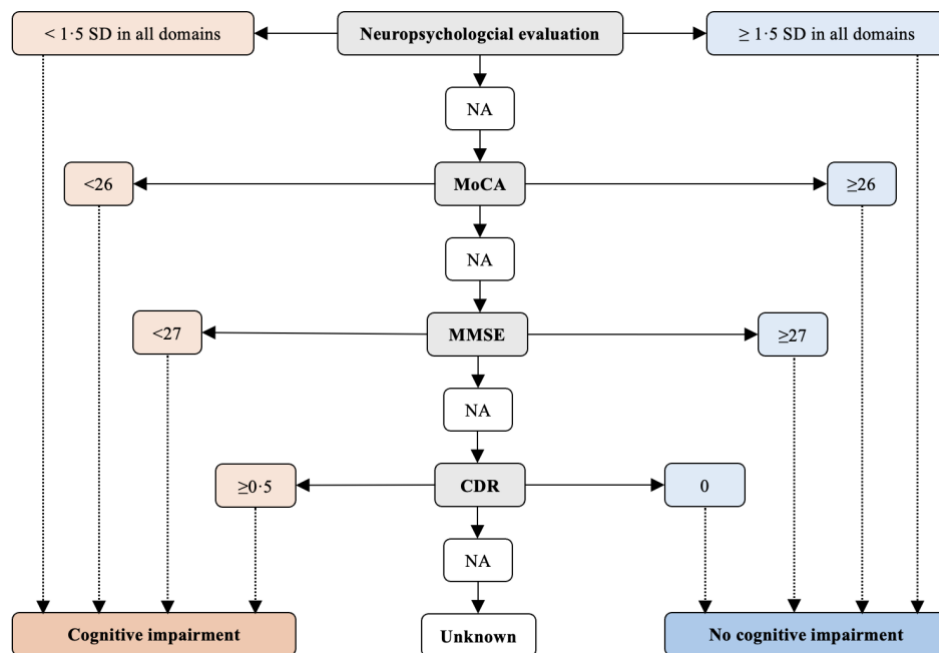 < 1·5 SD in all domains
Neuropsychologcial evaluation
≥ 1·5 SD in all domains
NA
<26
MoCA
≥26
NA
<27
MMSE
≥27
NA
≥0·5
CDR
0
NA
Cognitive impairment
Unknown
No cognitive impairment